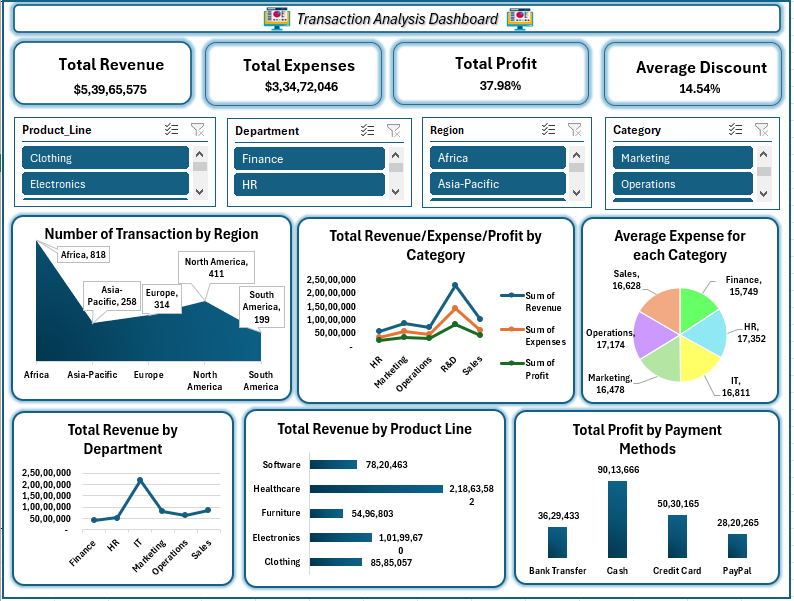 Transaction Analysis Dashboard
Total Revenue
$5,39,65,575
Total Expenses
$3,34,72,046
Total Profit
37.98%
Average Discount
14.54%
Product_Line
Clothing
Electronics
Department
Finance
HR
Region
Africa
Asia-Pacific
Category
Marketing
Operations
Number of Transaction by Region
Africa, 818
Asia-
Pacific, 258
Europe,
314
North America,
411
South
America,
199
Africa
Asia-Pacific
Europe
North
America
South
America
Total Revenue/Expense/Profit by
Category
2,50,00,000
2,00,00,000
1,50,00,000
1,00,00,000
50,00,000
-
HR
Marketing
Operations
R&D
Sales
Sum of
Revenue
Sum of
Expenses
Sum of
Profit
Average Expense for
each Category
Sales,
16,628
Finance,
15,749
Operations,
17,174
HR,
17,352
Marketing,
16,478
IT,
16,811
Total Revenue by
Department
2,50,00,000
2,00,00,000
1,50,00,000
1,00,00,000
50,00,000
-
Finance
HR
IT
Marketing
Operations
Sales
Total Revenue by Product Line
Software
78,20,463
Healthcare
2,18,63,58
2
Furniture
54,96,803
Electronics
1,01,99,67
0
Clothing
85,85,057
Total Profit by Payment
Methods
36,29,433
90,13,666
50,30,165
28,20,265
Bank Transfer
Cash
Credit Card
PayPal